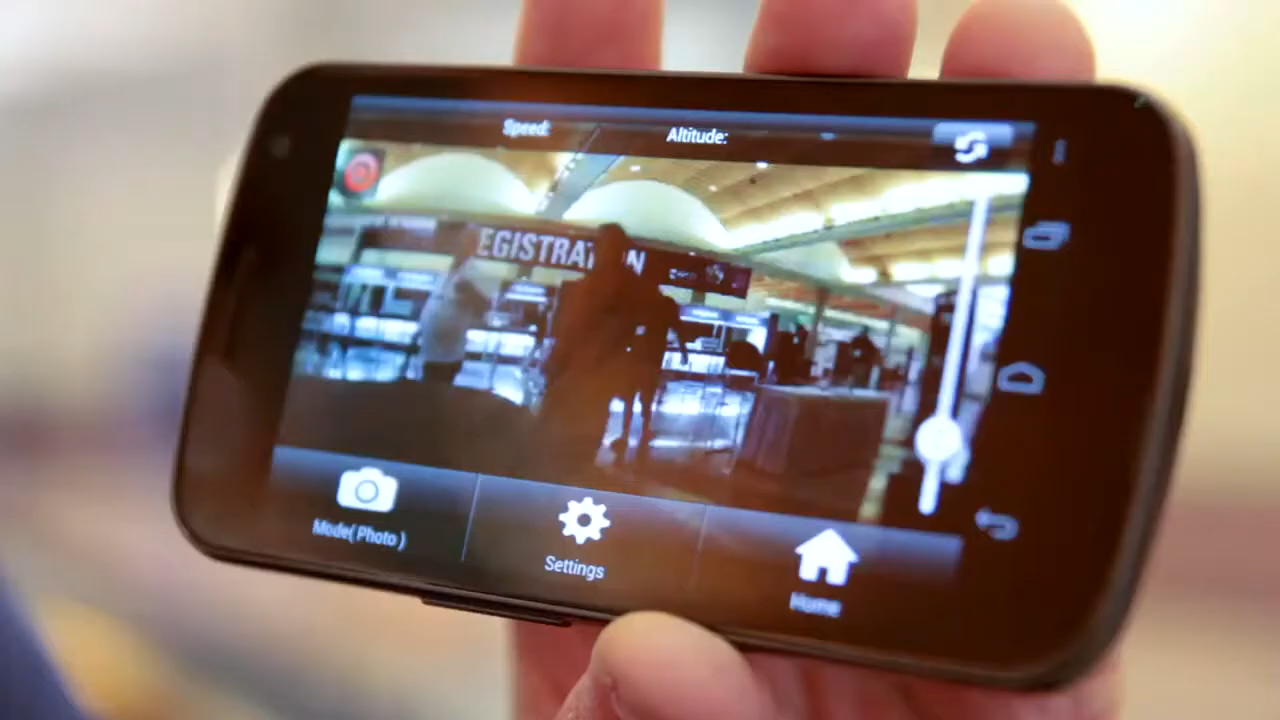 Speed:
Altitude:
EGISTRAT N
Mode( Photo )
Settings
Home